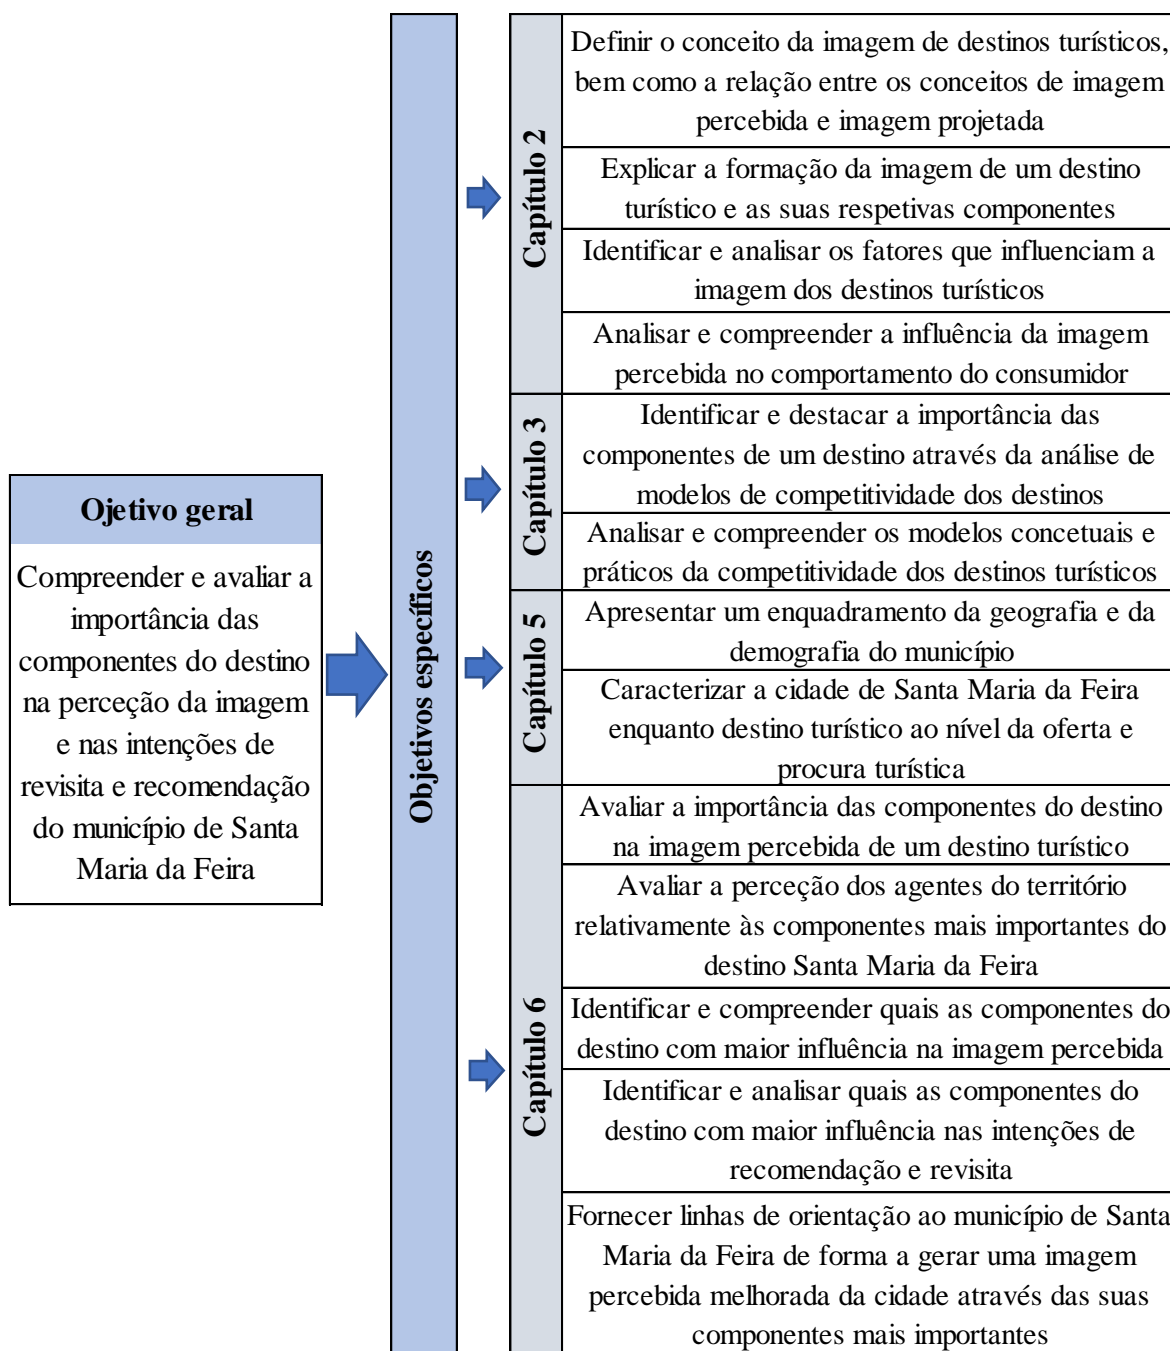 Ojetivo geral
Compreender e avaliar a
importância das
componentes do destino
na perceção da imagem
e nas intenções de
revisita e recomendação
do município de Santa
Maria da Feira
Objetivos específicos
Capítulo 2
Definir o conceito da imagem de destinos turísticos,
bem como a relação entre os conceitos de imagem
percebida e imagem projetada
Explicar a formação da imagem de um destino
turístico e as suas respetivas componentes
Identificar e analisar os fatores que influenciam a
imagem dos destinos turísticos
Analisar e compreender a influência da imagem
percebida no comportamento do consumidor
Capítulo 3
Identificar e destacar a importância das
componentes de um destino através da análise de
modelos de competitividade dos destinos
Analisar e compreender os modelos concetuais e
práticos da competitividade dos destinos turísticos
Capítulo 5
Apresentar um enquadramento da geografia e da
demografia do município
Caracterizar a cidade de Santa Maria da Feira
enquanto destino turístico ao nível da oferta e
procura turística
Capítulo 6
Avaliar a importância das componentes do destino
na imagem percebida de um destino turístico
Avaliar a perceção dos agentes do território
relativamente às componentes mais importantes do
destino Santa Maria da Feira
Identificar e compreender quais as componentes do
destino com maior influência na imagem percebida
Identificar e analisar quais as componentes do
destino com maior influência nas intenções de
recomendação e revisita
Fornecer linhas de orientação ao município de Santa
Maria da Feira de forma a gerar uma imagem
percebida melhorada da cidade através das suas
componentes mais importantes